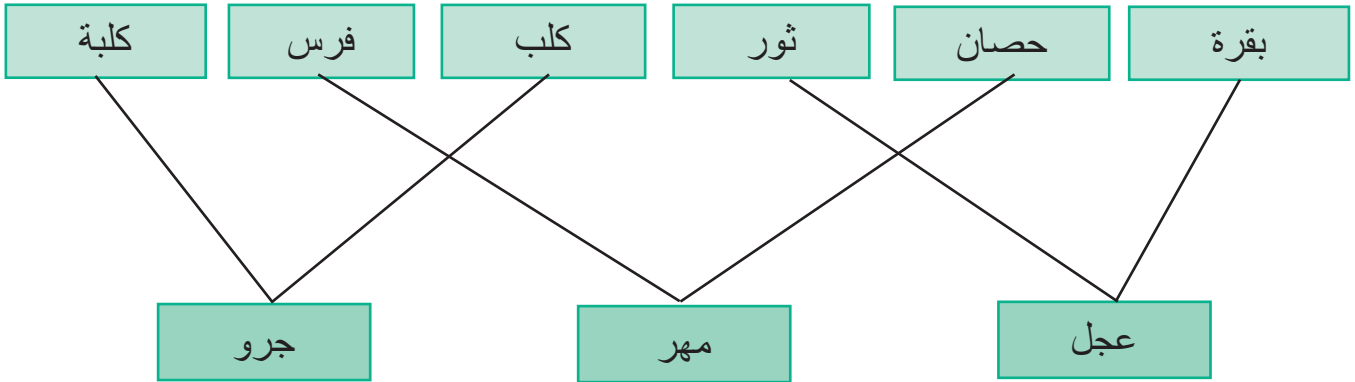 بقرة
حصان
ثور
كلب
فرس
كلبة
عجل
مهر
جرو